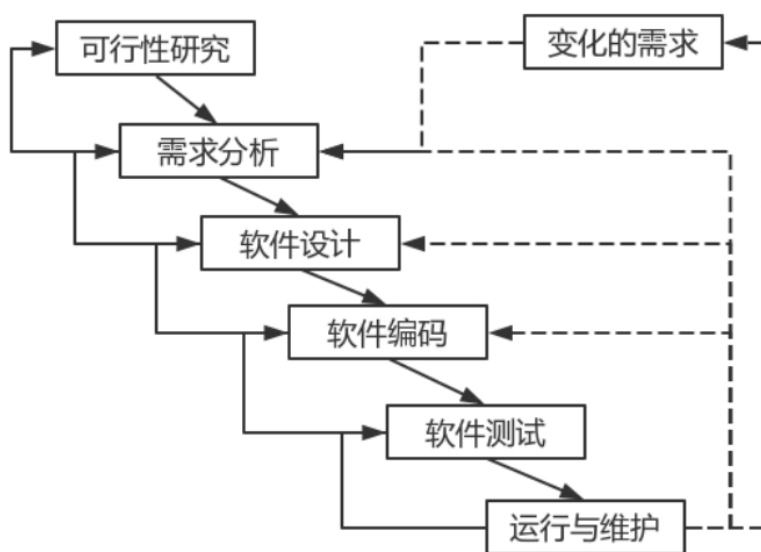 可行性研究
变化的需求
需求分析
软件设计
软件编码
软件测试
运行与维护